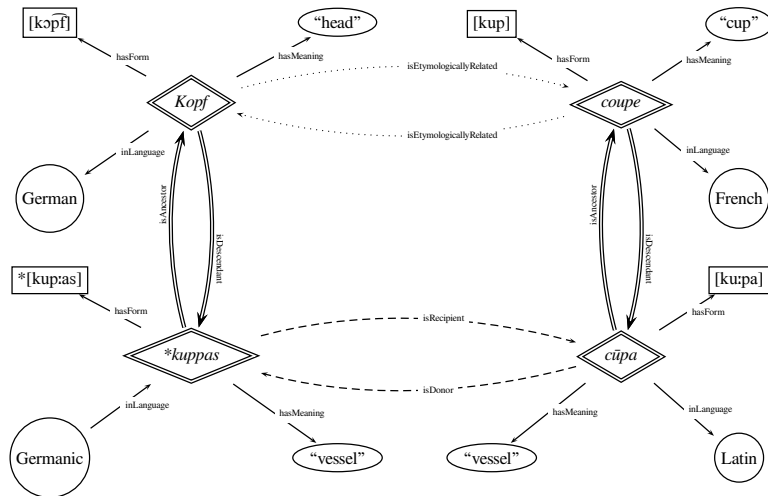 [kɔp͡f]
“head”
[kup]
“cup”
hasForm
hasMeaning
hasForm
hasMeaning
isEtymologicallyRelated
Kopf
coupe
isEtymologicallyRelated
inLanguage
inLanguage
German
French
isAncestor
isDescendant
isAncestor
isDescendant
*[kupːas]
[kuːpa]
hasForm
hasForm
isRecipient
*kuppas
cūpa
isDonor
inLanguage
hasMeaning
hasMeaning
inLanguage
Germanic
“vessel”
“vessel”
Latin